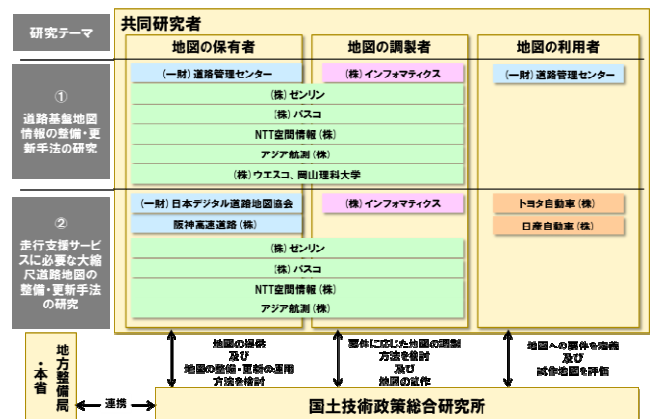 研究テーマ
共同研究者
地図の保有者
地図の調製者
地図の利用者
①
道路基盤地図
情報の整備・更
新手法の研究
(一財)道路管理センター
(株)インフォマティクス
(一財)道路管理センター
(株)ゼンリン
(株)パスコ
NTT空間情報(株)
アジア航測(株)
(株)ウエスコ、岡山理科大学
②
走行支援サービ
スに必要な大縮
尺道路地図の
整備・更新手法
の研究
(一財)日本デジタル道路地図協会
(株)インフォマティクス
トヨタ自動車(株)
阪神高速道路(株)
日産自動車(株)
(株)ゼンリン
(株)パスコ
NTT空間情報(株)
アジア航測(株)
地方整備局
・本省
連携
地図の提供
及び
地図の整備・更新の運用
方法を検討
要件に応じた地図の調製
方法を検討
及び
地図の試作
地図への要件を定義
及び
試作地図を評価
国土技術政策総合研究所